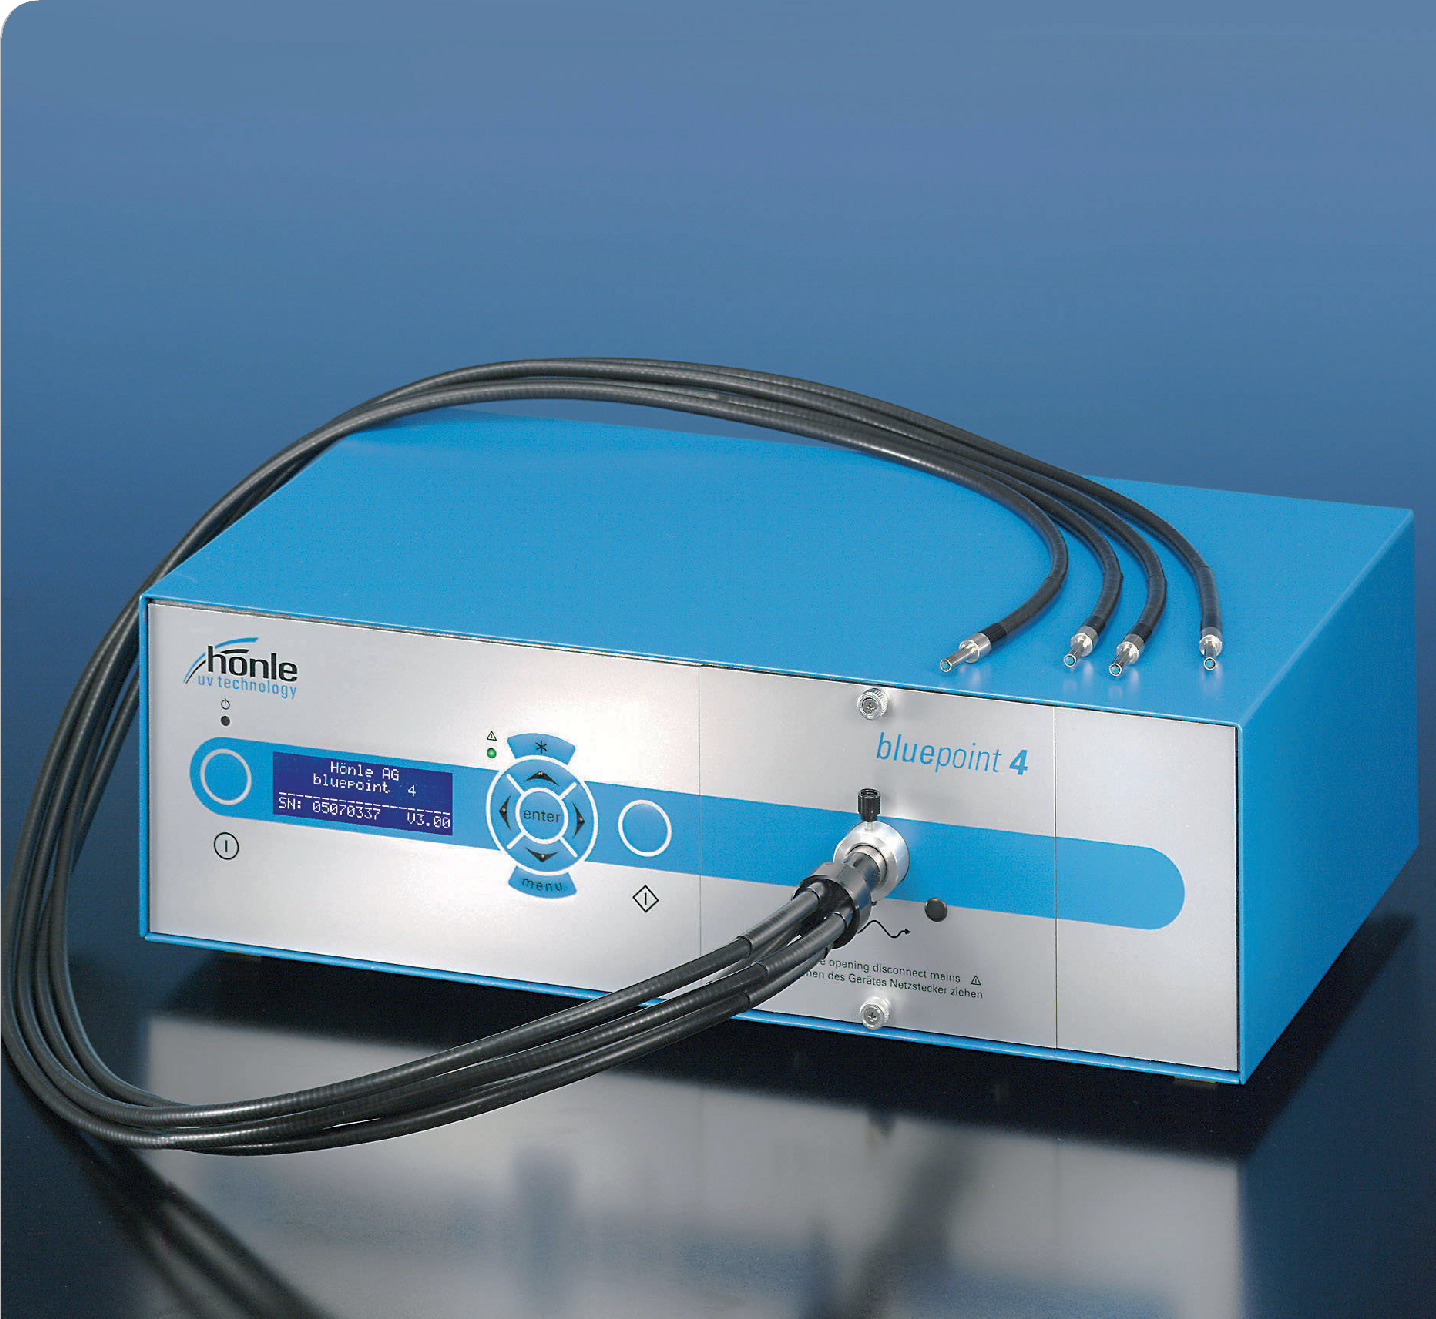 hönle
uv technology
Hönle AG
bluepoint 4
SN: 05070337 V3.00
*
enter
menu
bluepoint 4
opening disconnect mains
des Gerätes Netzstecker ziehen